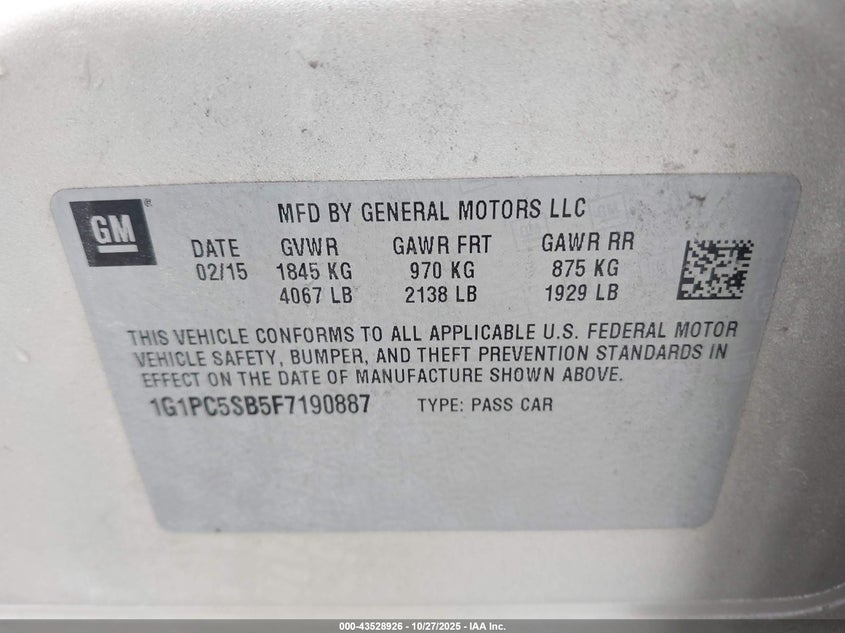 GM®
MFD BY GENERAL MOTORS LLC
DATE GVWR GAWR FRT GAWR RR
02/15 1845 KG 970 KG 875 KG
4067 LB 2138 LB 1929 LB
THIS VEHICLE CONFORMS TO ALL APPLICABLE U.S. FEDERAL MOTOR
VEHICLE SAFETY, BUMPER, AND THEFT PREVENTION STANDARDS IN
EFFECT ON THE DATE OF MANUFACTURE SHOWN ABOVE.
1G1PC5SB5F7190887 TYPE: PASS CAR
000-43528926 - 10/27/2025 - IAA Inc.